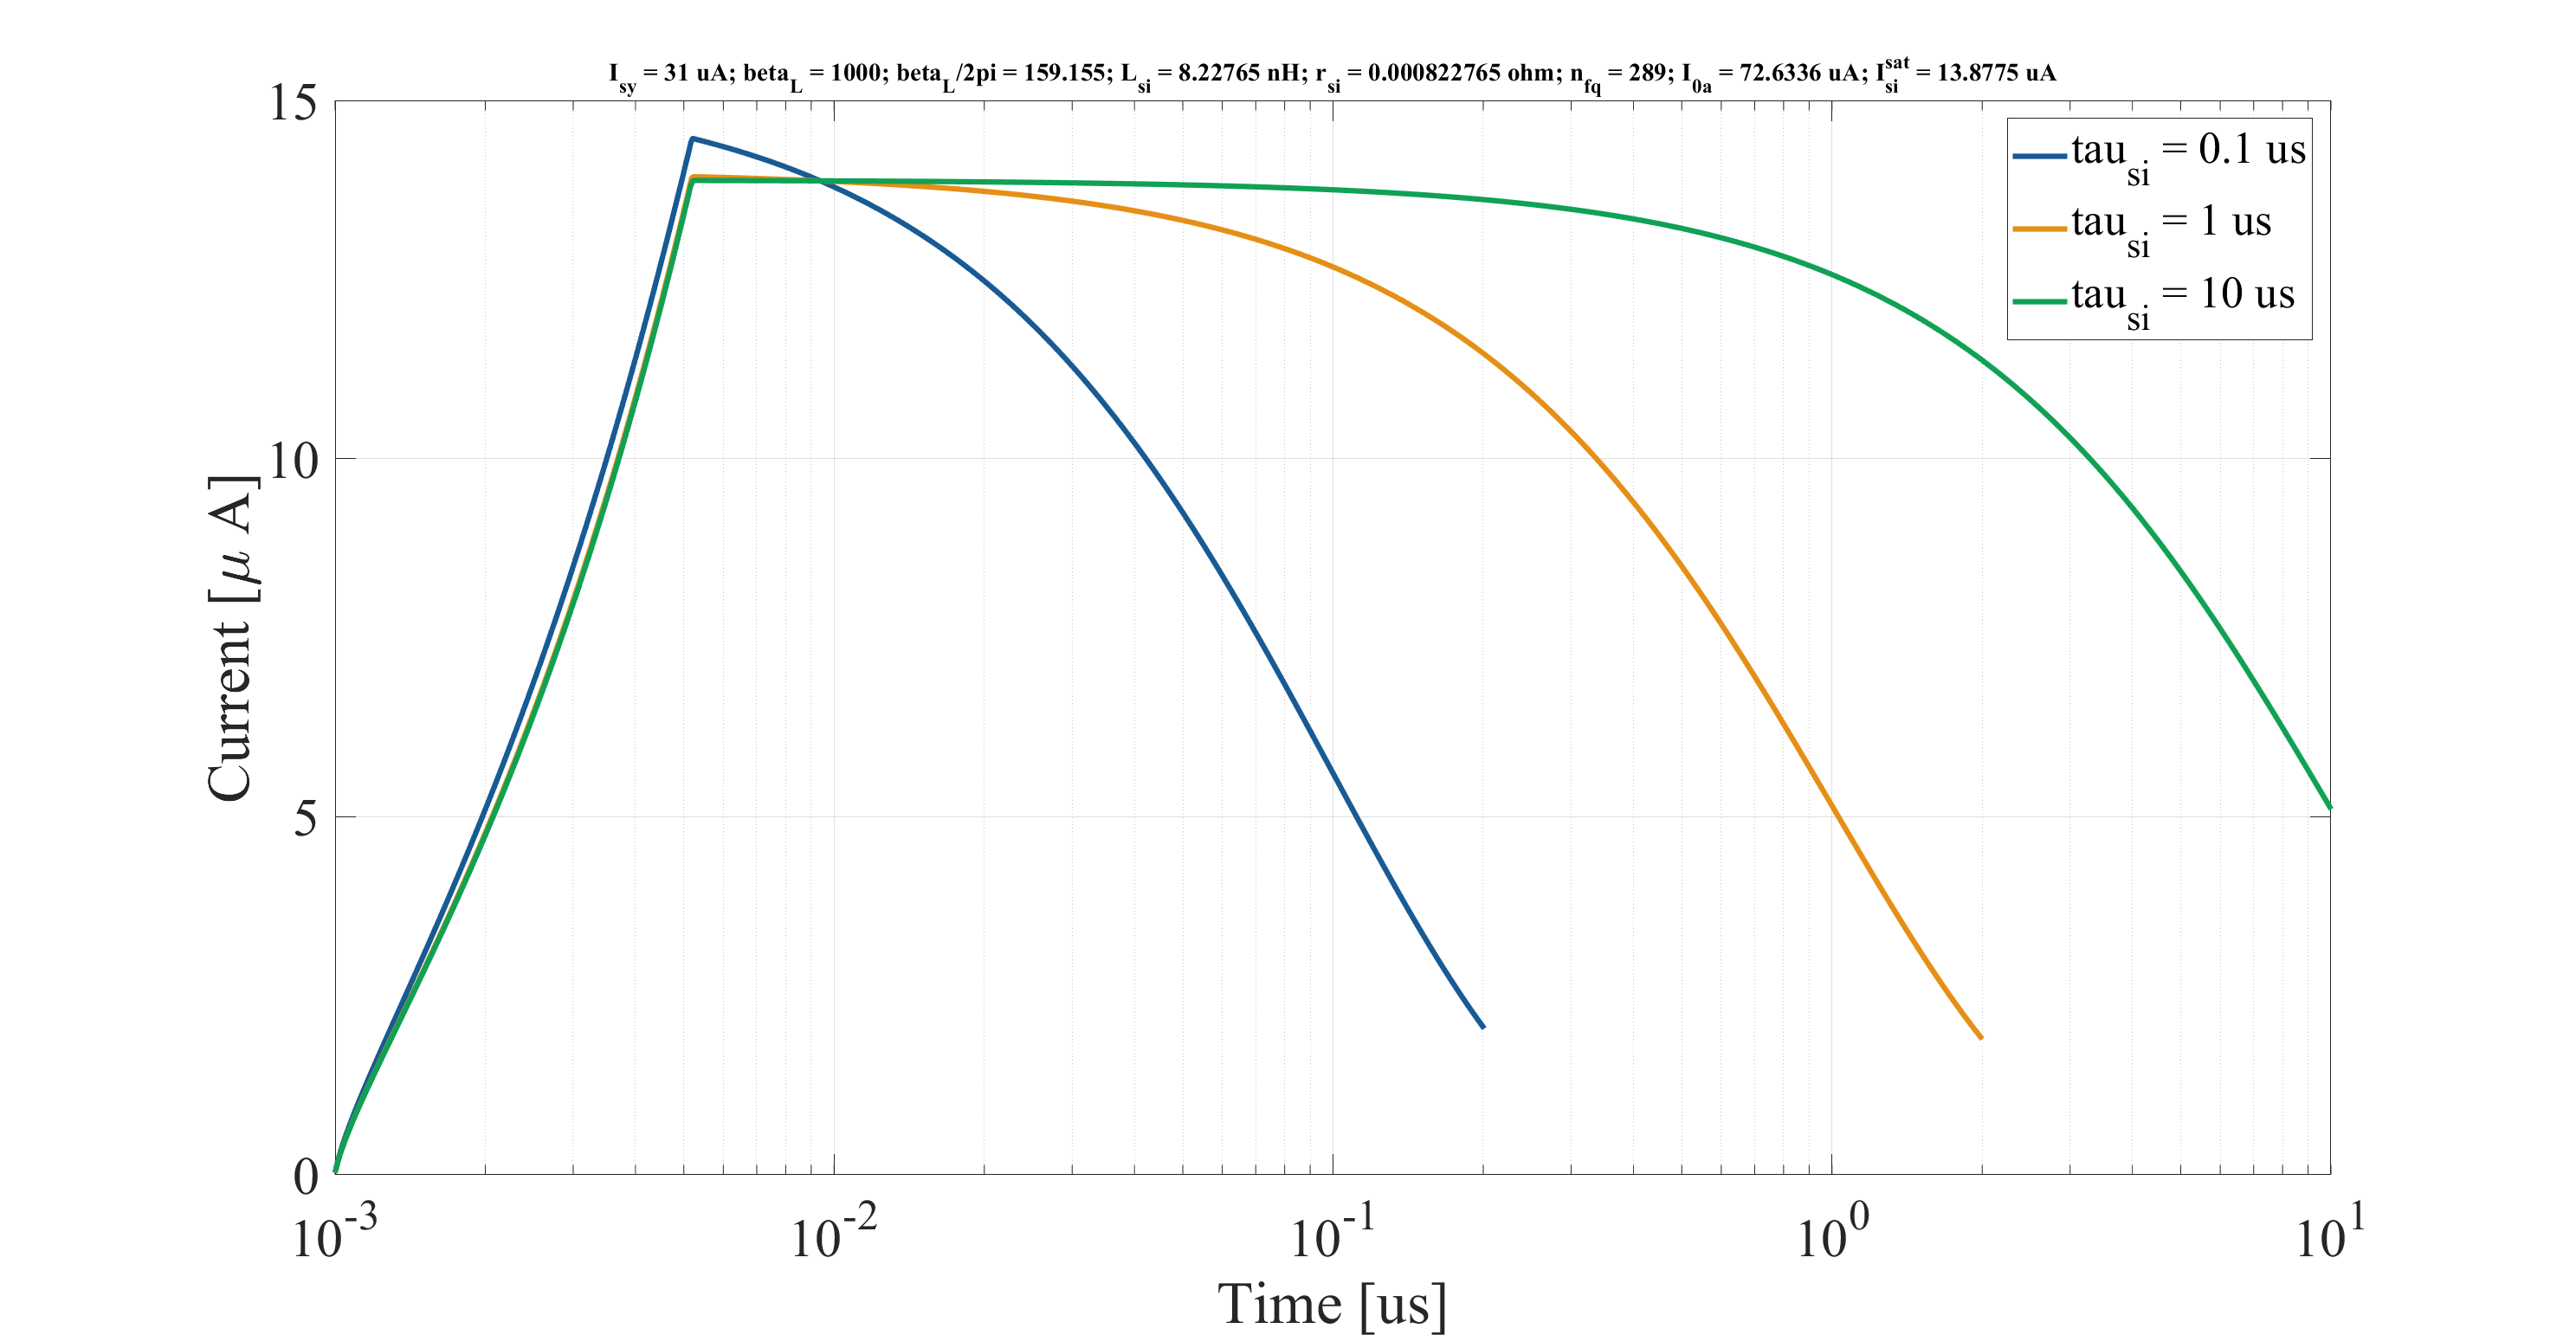 I_sy = 31 uA; beta_L = 1000; beta_L/2pi = 159.155; L_si = 8.22765 nH; r_si = 0.000822765 ohm; n_fq = 289; I_0a = 72.6336 uA; I_si^sat = 13.8775 uA
15
10
5
0
Current [μ A]
tau_si = 0.1 us
tau_si = 1 us
tau_si = 10 us
10^-3 10^-2 10^-1 10^0 10^1
Time [us]